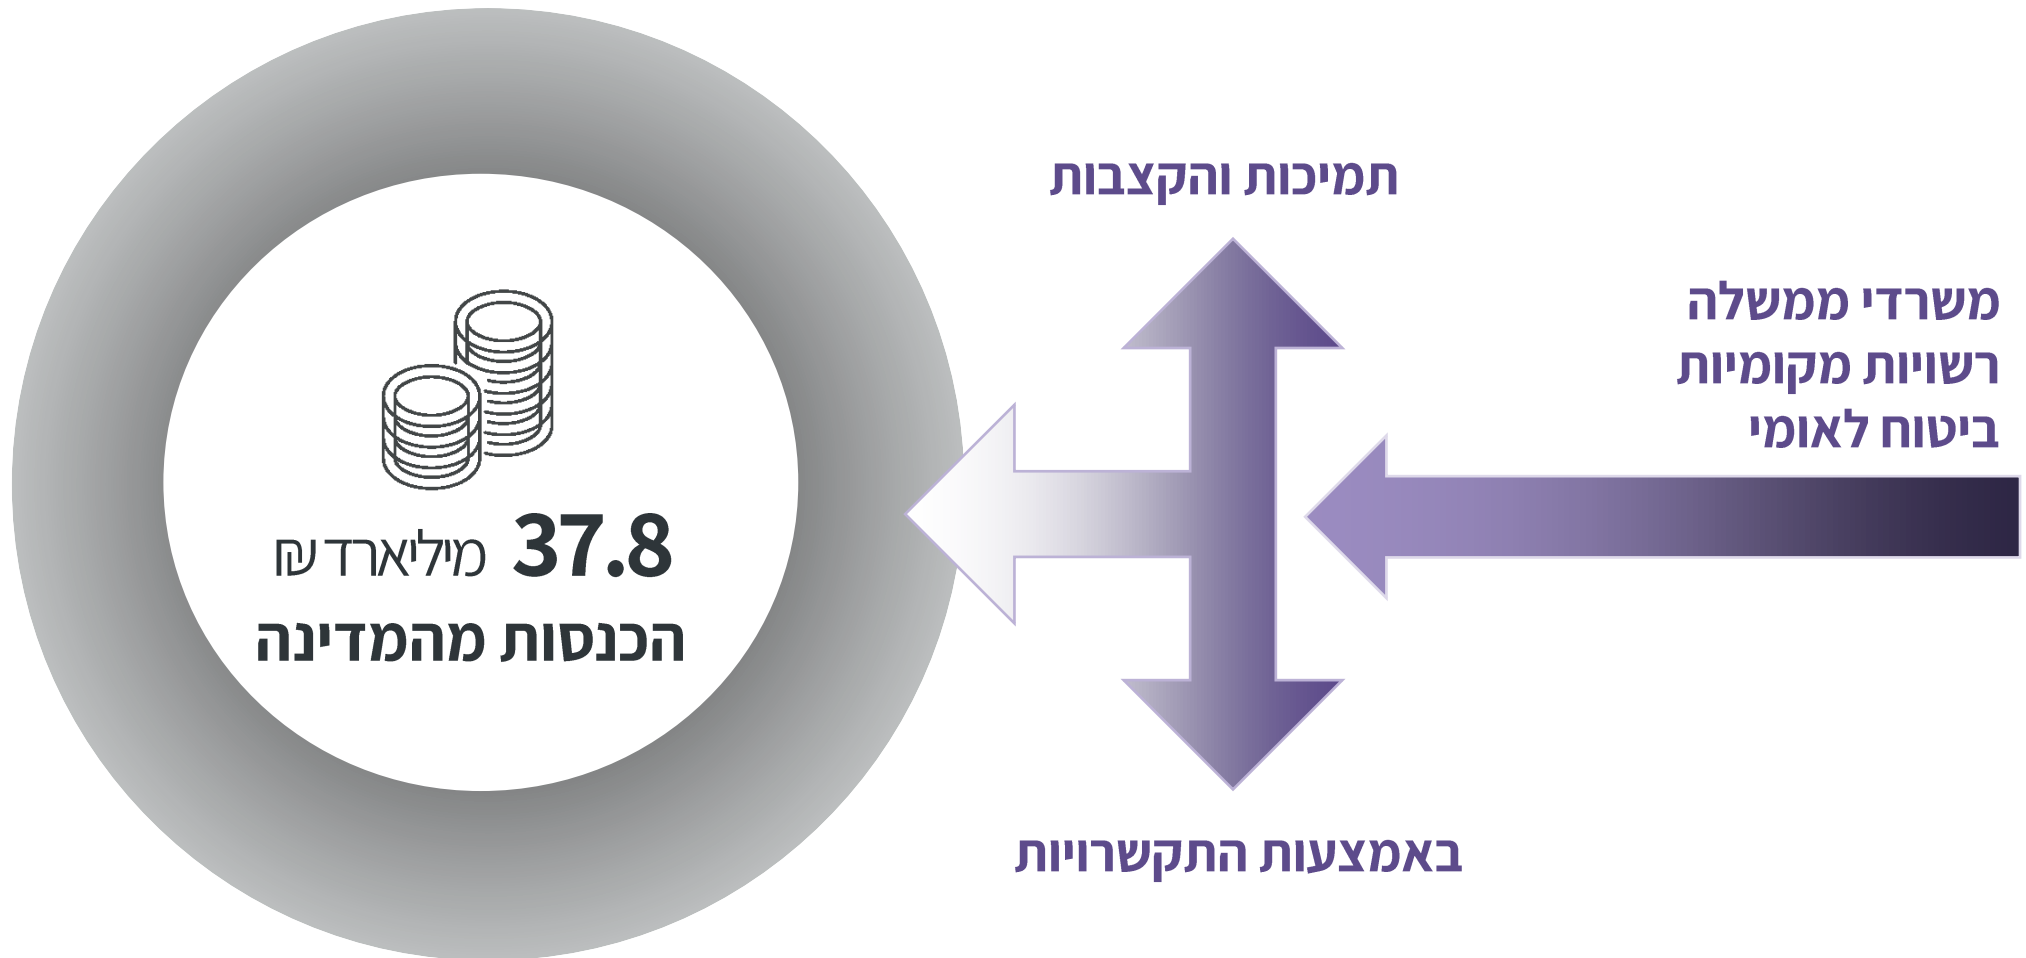 משרדי ממשלה
רשויות מקומיות
ביטוח לאומי
תמיכות והקצבות
באמצעות התקשרויות
37.8 מיליארד ₪
הכנסות מהמדינה